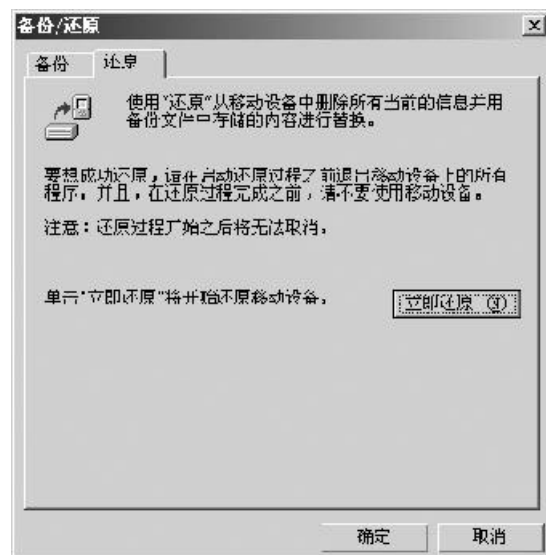 备份/还原
备份 还原
使用"还原"从移动设备中删除所有当前的信息并用
备份文件中存储的内容进行替换。
要想成功还原,请在启动还原过程之前退出移动设备上的所有
程序。并且,在还原过程完成之前,请不要使用移动设备。
注意:还原过程开始之后将无法取消。
单击"立即还原"将开始还原移动设备。
立即还原
确定 取消